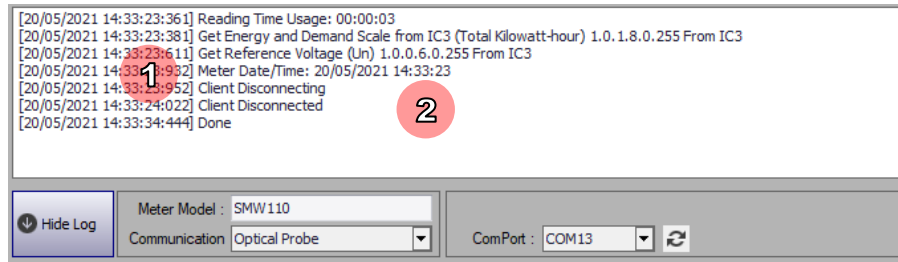 [20/05/2021 14:33:23:361] Reading Time Usage: 00:00:03
[20/05/2021 14:33:23:381] Get Energy and Demand Scale from IC3 (Total Kilowatt-hour) 1.0.1.8.0.255 From IC3
[20/05/2021 14:33:23:611] Get Reference Voltage (Un) 1.0.0.6.0.255 From IC3
[20/05/2021 14:33:23:932] Meter Date/Time: 20/05/2021 14:33:23
[20/05/2021 14:33:23:952] Client Disconnecting
[20/05/2021 14:33:24:022] Client Disconnected
[20/05/2021 14:33:34:444] Done
1
2
Hide Log
Meter Model : SMW110
Communication Optical Probe
ComPort : COM13